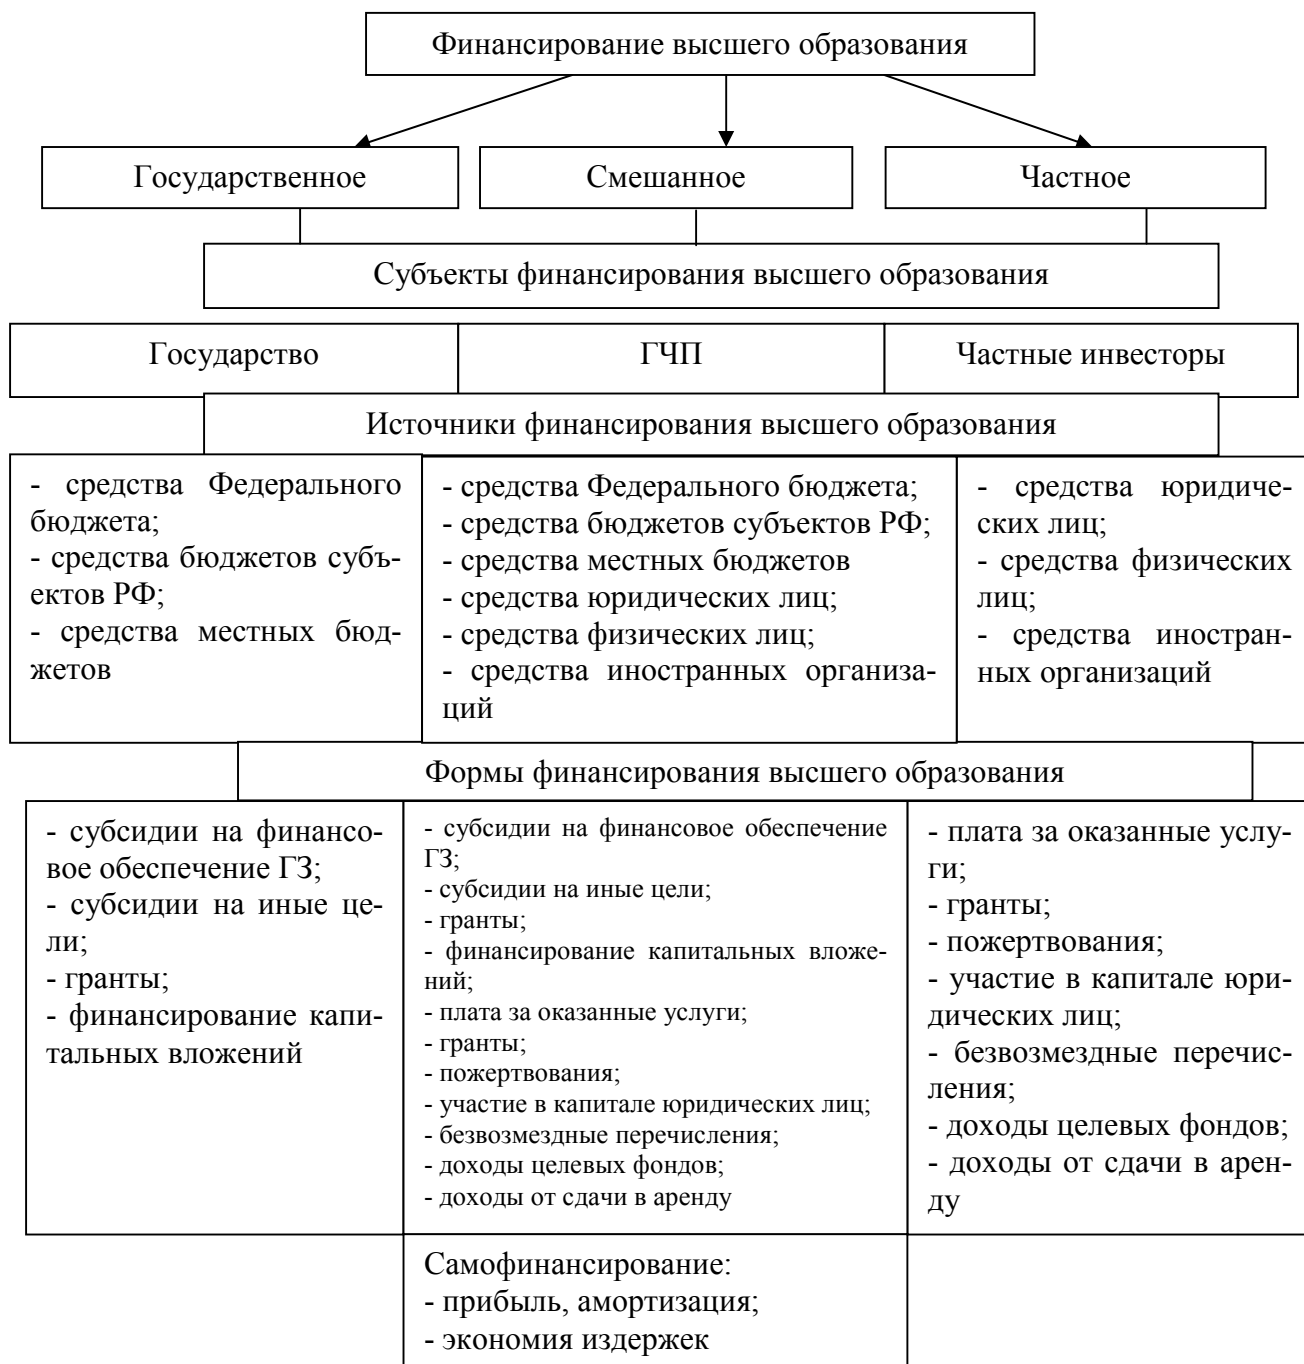 Финансирование высшего образования
Государственное
Смешанное
Частное
Субъекты финансирования высшего образования
Государство
ГЧП
Частные инвесторы
Источники финансирования высшего образования
- средства Федерального
бюджета;
- средства бюджетов субъ-
ектов РФ;
- средства местных бюд-
жетов
- средства Федерального бюджета;
- средства бюджетов субъектов РФ;
- средства местных бюджетов
- средства юридических лиц;
- средства физических лиц;
- средства иностранных организа-
ций
- средства юридиче-
ских лиц;
- средства физических
лиц;
- средства иностран-
ных организаций
Формы финансирования высшего образования
- субсидии на финансо-
вое обеспечение ГЗ;
- субсидии на иные це-
ли;
- гранты;
- финансирование капи-
тальных вложений
- субсидии на финансовое обеспечение
ГЗ;
- субсидии на иные цели;
- гранты;
- финансирование капитальных вложе-
ний;
- плата за оказанные услуги;
- гранты;
- пожертвования;
- участие в капитале юридических лиц;
- безвозмездные перечисления;
- доходы целевых фондов;
- доходы от сдачи в аренду
- плата за оказанные услу-
ги;
- гранты;
- пожертвования;
- участие в капитале юри-
дических лиц;
- безвозмездные перечис-
ления;
- доходы целевых фондов;
- доходы от сдачи в арен-
ду
Самофинансирование:
- прибыль, амортизация;
- экономия издержек